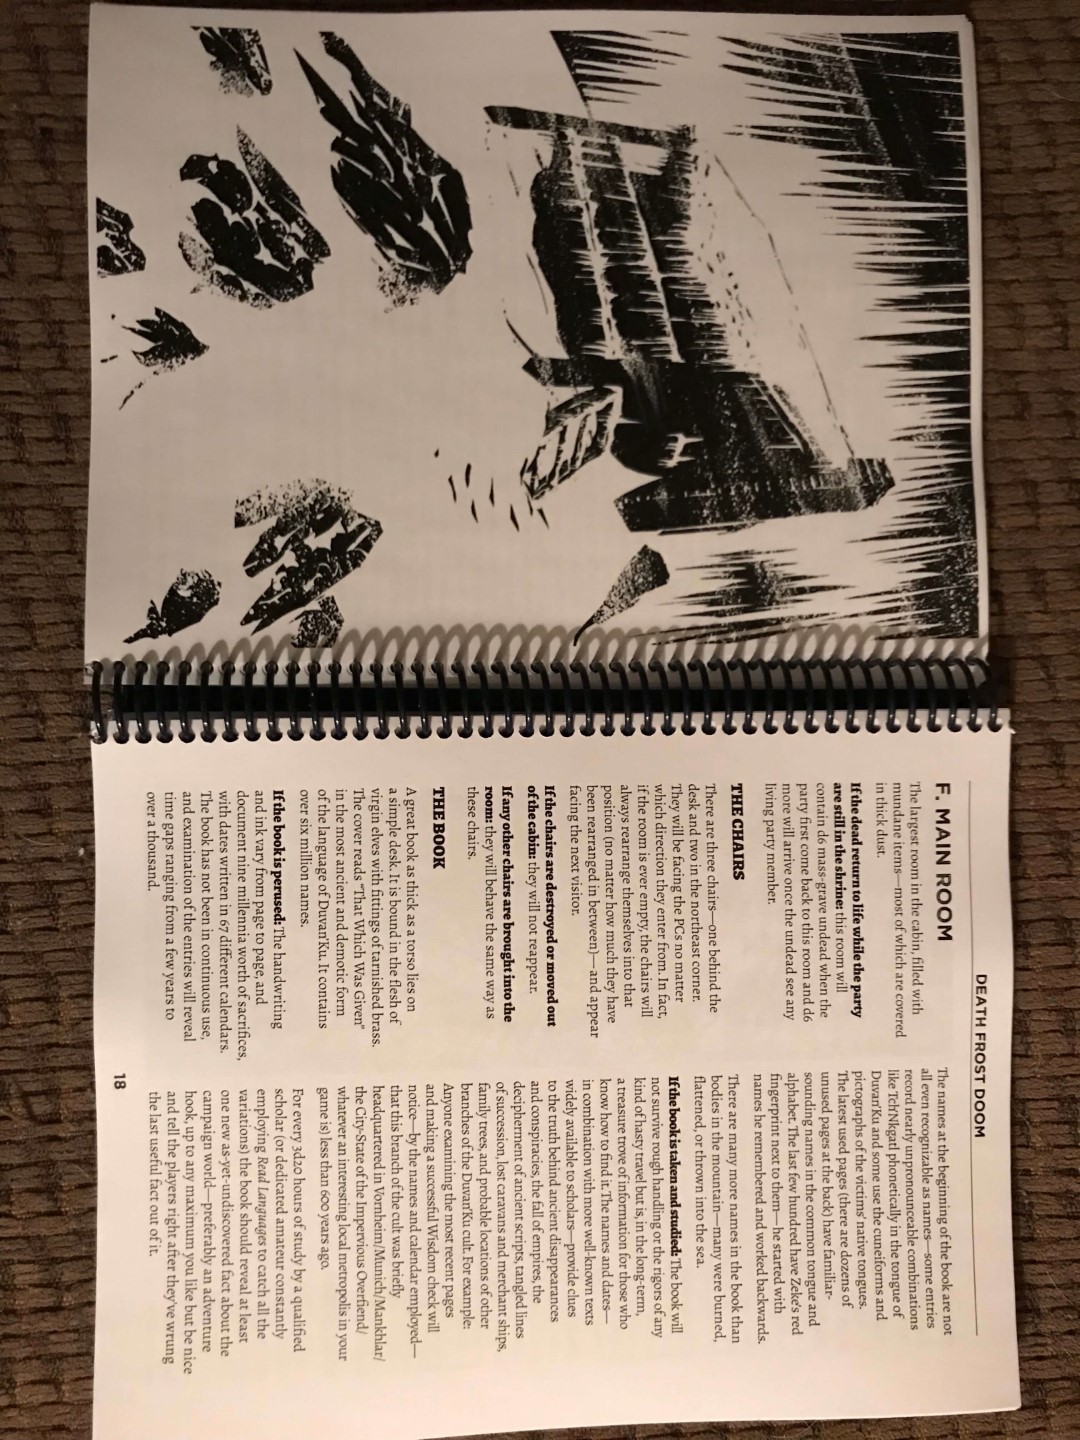 DEATH FROST DOOM
F. MAIN ROOM
The largest room in the cabin, filled with
mundane items—most of which are covered
in thick dust.
If the dead return to life while the party
are still in the shrine: this room will
contain d6 mass-grave undead when the
party first come back to this room and d6
more will arrive once the undead see any
living party member.
THE CHAIRS
There are three chairs—one behind the
desk and two in the northeast corner.
They will be facing the PCs no matter
which direction they enter from. In fact,
if the room is ever empty, the chairs will
always rearrange themselves into that
position (no matter how much they have
been rearranged in between)—and appear
facing the next visitor.
If the chairs are destroyed or moved out
of the cabin: they will not reappear.
If any other chairs are brought into the
room: they will behave the same way as
these chairs.
THE BOOK
A great book as thick as a torso lies on
a simple desk. It is bound in the flesh of
virgin elves with fittings of tarnished brass.
The cover reads "That Which Was Given"
in the most ancient and demotic form
of the language of Duvan'Ku. It contains
over six million names.
If the book is perused: The handwriting
and ink vary from page to page, and
document nine millennia worth of sacrifices,
with dates written in 67 different calendars.
The book has not been in continuous use,
and examination of the entries will reveal
time gaps ranging from a few years to
over a thousand.
The names at the beginning of the book are not
all even recognizable as names—some entries
record neatly unpronounceable combinations
like TchNkgah phonetically in the tongue of
Duvan'Ku and some use the cuneiforms and
pictographs of the victims' native tongues.
The latest used pages (there are dozens of
unused pages at the back) have familiar-
sounding names in the common tongue and
alphabet. The last few hundred have Zeke's red
fingerprint next to them—he started with
names he remembered and worked backwards.
There are many more names in the book than
bodies in the mountain—many were burned,
flattened, or thrown into the sea.
If the book is taken and studied: The book will
not survive rough handling or the rigors of any
kind of hasty travel but is, in the long-term,
a treasure trove of information for those who
know how to find it. The names and dates—
in combination with more well-known texts
widely available to scholars—provide clues
to the truth behind ancient disappearances
and conspiracies, the fall of empires, the
decipherment of ancient scripts, tangled lines
of succession, lost caravans and merchant ships,
family trees, and probable locations of other
branches of the Duvan'Ku cult. For example:
Anyone examining the most recent pages
and making a successful Wisdom check will
notice—by the names and calendar employed—
that this branch of the cult was briefly
headquartered in Vornheim/Munich/Mankhlar/
the City-State of the Impervious Overfiend/
whatever an interesting local metropolis in your
game is) less than 600 years ago.
For every 3d20 hours of study by a qualified
scholar (or dedicated amateur constantly
employing Read Languages to catch all the
variations) the book should reveal at least
one new as-yet-undiscovered fact about the
campaign world—preferably an adventure
hook, up to any maximum you like but be nice
and tell the players right after they've wrung
the last useful fact out of it.
18